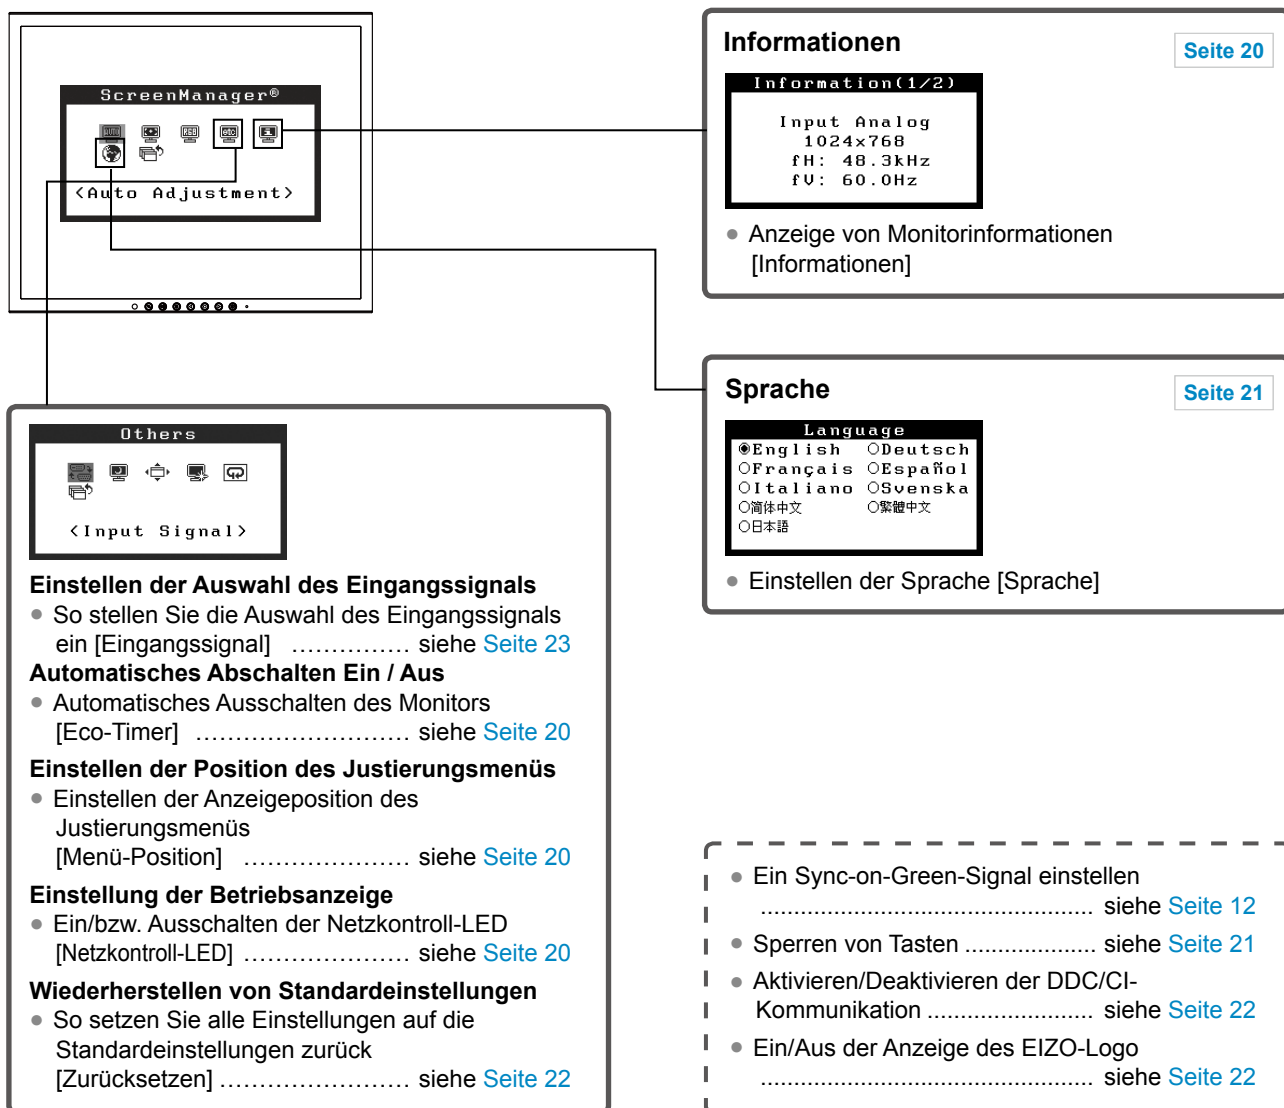 ScreenManager®
<Auto Adjustment>
Informationen
Seite 20
Information(1/2)
Input Analog
1024x768
fH: 48.3kHz
fV: 60.0Hz
● Anzeige von Monitorinformationen
[Informationen]
Sprache
Seite 21
Language
◉English ○Deutsch
○Français ○Español
○Italiano ○Svenska
○简体中文 ○繁體中文
○日本語
● Einstellen der Sprache [Sprache]
Others
<Input Signal>
Einstellen der Auswahl des Eingangssignals
● So stellen Sie die Auswahl des Eingangssignals
ein [Eingangssignal] …………… siehe Seite 23
Automatisches Abschalten Ein / Aus
● Automatisches Ausschalten des Monitors
[Eco-Timer] ……………………… siehe Seite 20
Einstellen der Position des Justierungsmenüs
● Einstellen der Anzeigeposition des
Justierungsmenüs
[Menü-Position] ………………… siehe Seite 20
Einstellung der Betriebsanzeige
● Ein/bzw. Ausschalten der Netzkontroll-LED
[Netzkontroll-LED] ………………… siehe Seite 20
Wiederherstellen von Standardeinstellungen
● So setzen Sie alle Einstellungen auf die
Standardeinstellungen zurück
[Zurücksetzen] …………………… siehe Seite 22
● Ein Sync-on-Green-Signal einstellen
.................................................. siehe Seite 12
● Sperren von Tasten .................... siehe Seite 21
● Aktivieren/Deaktivieren der DDC/CI-
Kommunikation ......................... siehe Seite 22
● Ein/Aus der Anzeige des EIZO-Logo
.................................................. siehe Seite 22